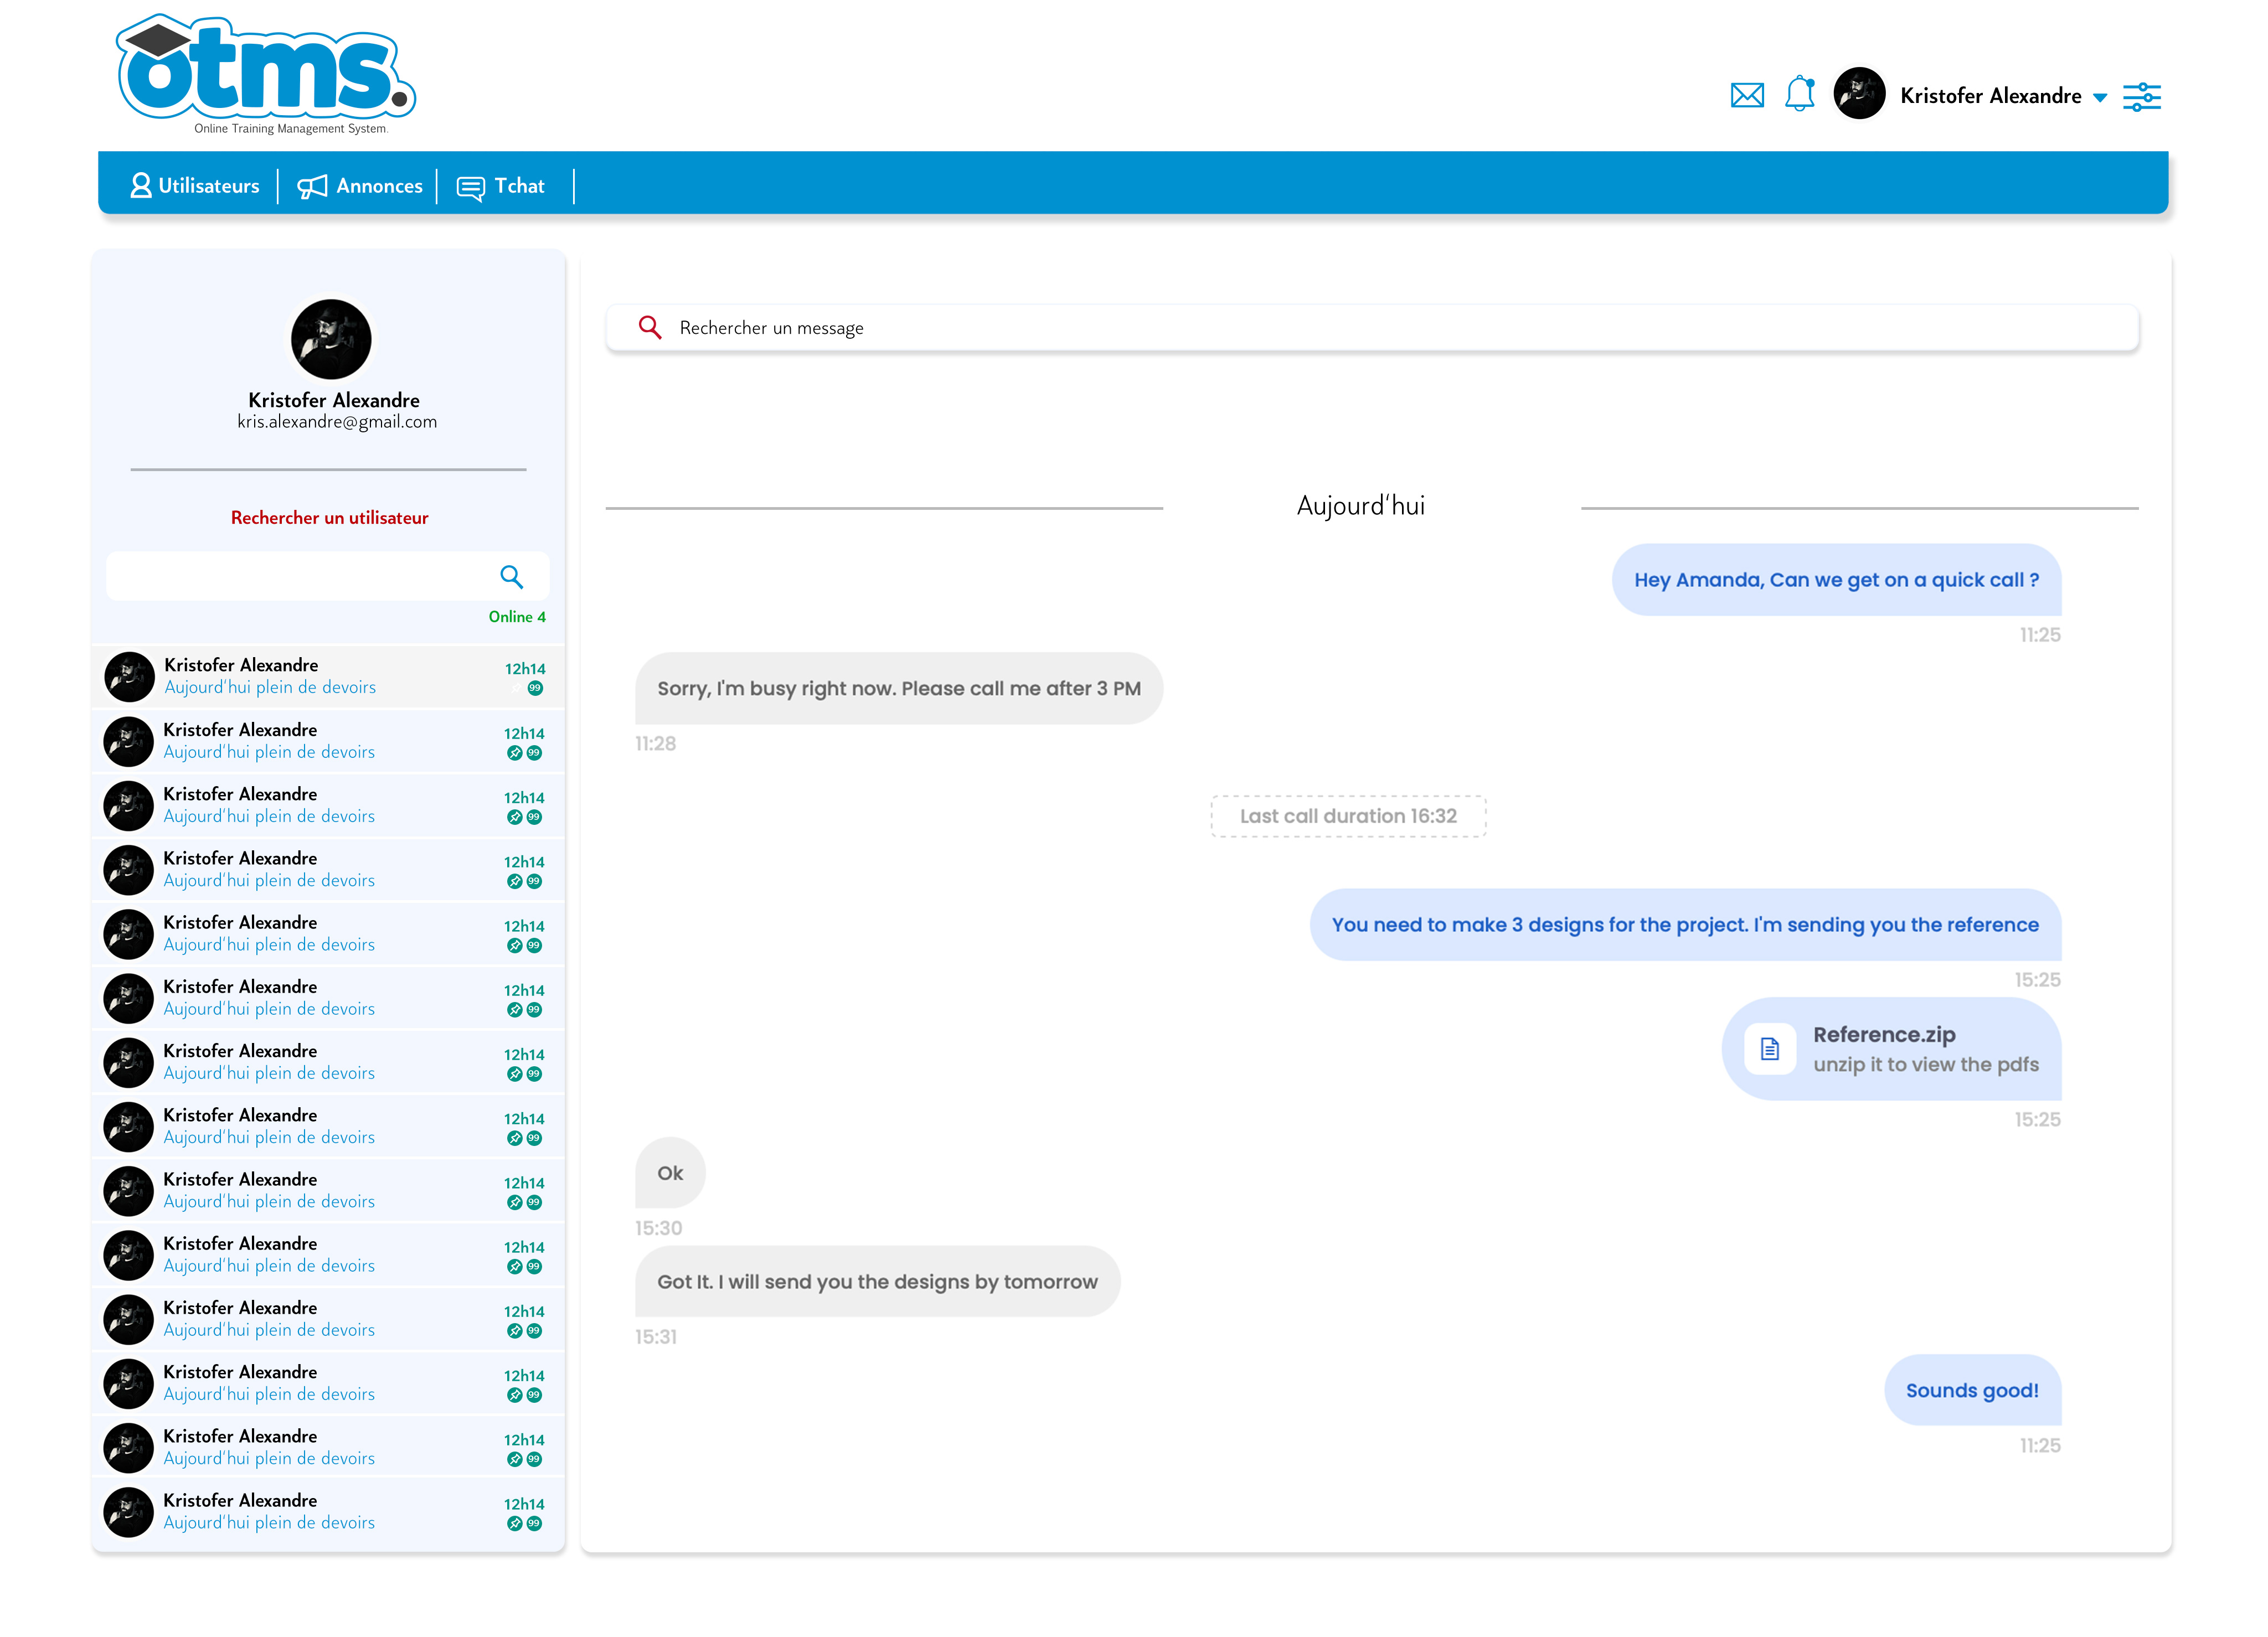 otms.
Online Training Management System.
Kristofer Alexandre
Utilisateurs
Annonces
Tchat
Kristofer Alexandre
kris.alexandre@gmail.com
Rechercher un utilisateur
Online 4
Kristofer Alexandre
12h14
Aujourd'hui plein de devoirs
99
Kristofer Alexandre
12h14
Aujourd'hui plein de devoirs
99
Kristofer Alexandre
12h14
Aujourd'hui plein de devoirs
99
Kristofer Alexandre
12h14
Aujourd'hui plein de devoirs
99
Kristofer Alexandre
12h14
Aujourd'hui plein de devoirs
99
Kristofer Alexandre
12h14
Aujourd'hui plein de devoirs
99
Kristofer Alexandre
12h14
Aujourd'hui plein de devoirs
99
Kristofer Alexandre
12h14
Aujourd'hui plein de devoirs
99
Kristofer Alexandre
12h14
Aujourd'hui plein de devoirs
99
Kristofer Alexandre
12h14
Aujourd'hui plein de devoirs
99
Kristofer Alexandre
12h14
Aujourd'hui plein de devoirs
99
Kristofer Alexandre
12h14
Aujourd'hui plein de devoirs
99
Kristofer Alexandre
12h14
Aujourd'hui plein de devoirs
99
Kristofer Alexandre
12h14
Aujourd'hui plein de devoirs
99
Rechercher un message
Aujourd'hui
Hey Amanda, Can we get on a quick call ?
11:25
Sorry, I'm busy right now. Please call me after 3 PM
11:28
Last call duration 16:32
You need to make 3 designs for the project. I'm sending you the reference
15:25
Reference.zip
unzip it to view the pdfs
15:25
Ok
15:30
Got It. I will send you the designs by tomorrow
15:31
Sounds good!
11:25